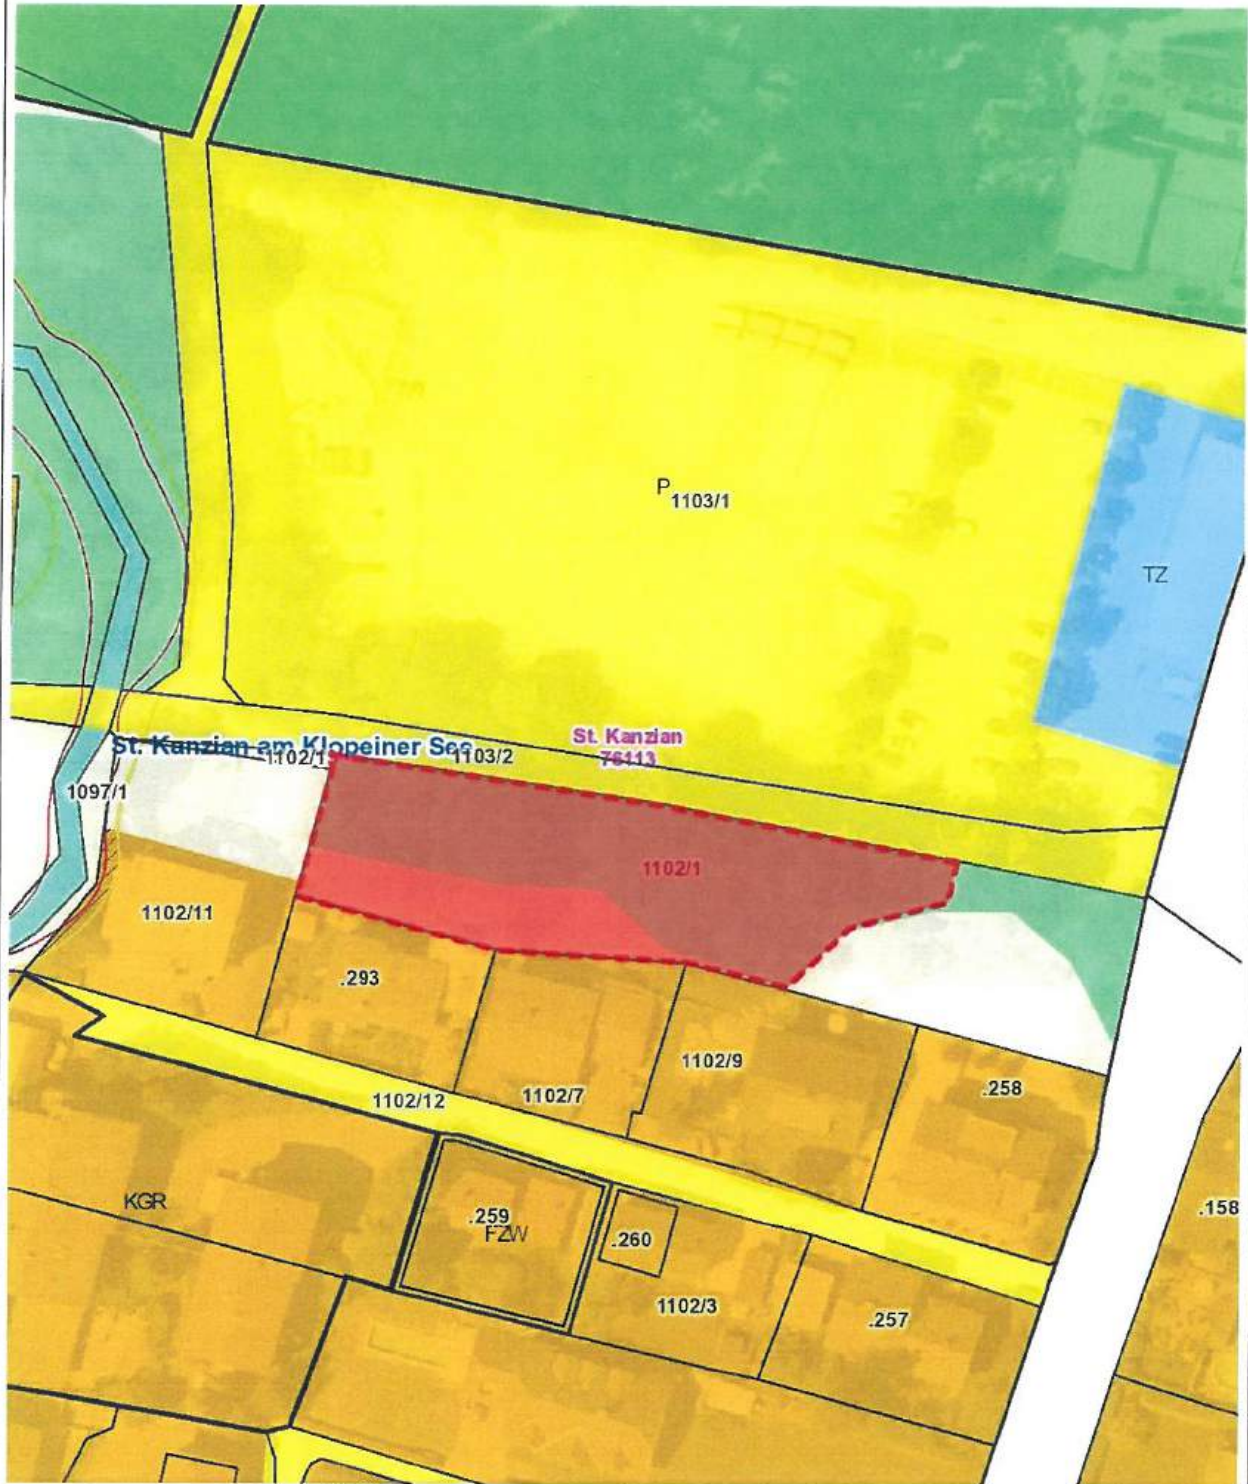 P
1103/1
TZ
St. Kanzian
76113
St. Kanzian am Klopeiner See
1102/1
1103/2
1097/1
1102/1
1102/11
.293
1102/9
.258
1102/7
1102/12
KGR
.259
FZW
.260
.158
1102/3
.257